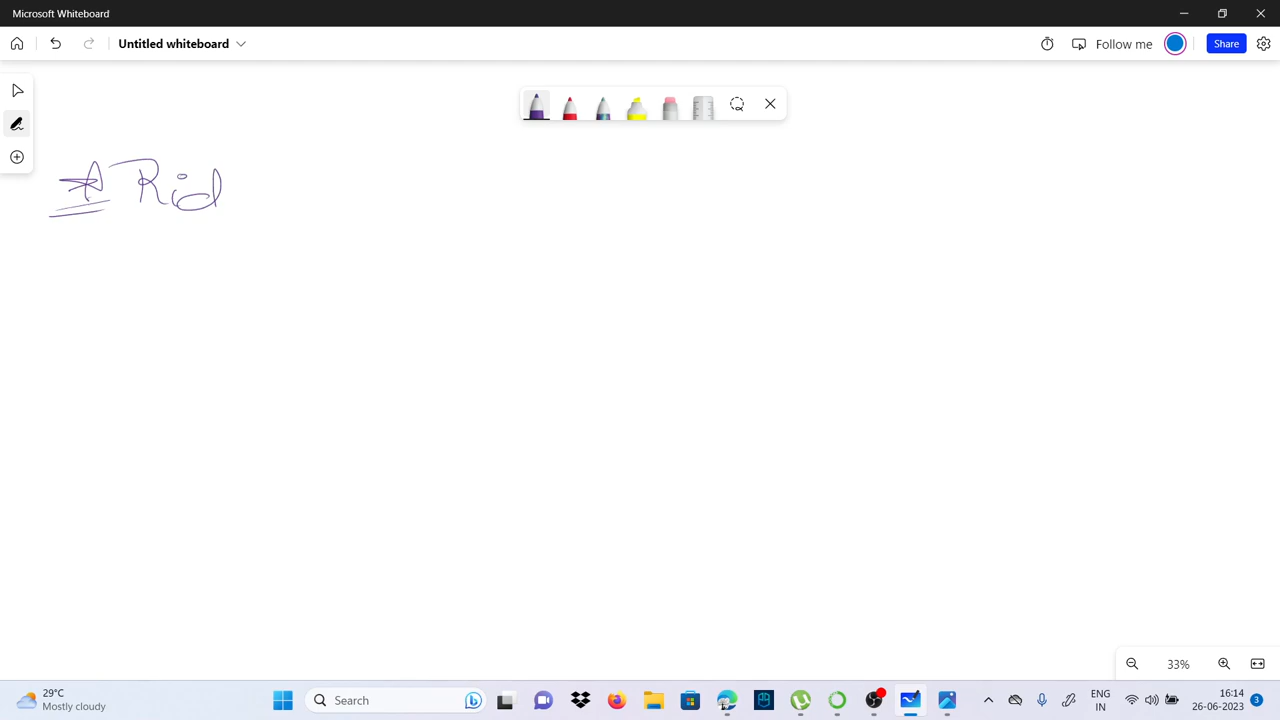 Microsoft Whiteboard
Untitled whiteboard
Follow me
Share
* Rid
33%
29°C
Mostly cloudy
Search
ENG
IN
16:14
26-06-2023
3